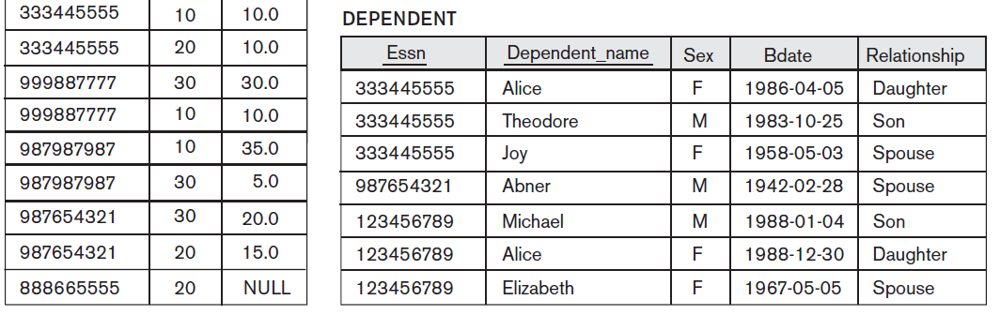 333445555 10 10.0
333445555 20 10.0
999887777 30 30.0
999887777 10 10.0
987987987 10 35.0
987987987 30 5.0
987654321 30 20.0
987654321 20 15.0
888665555 20 NULL
DEPENDENT
Essn Dependent_name Sex Bdate Relationship
333445555 Alice F 1986-04-05 Daughter
333445555 Theodore M 1983-10-25 Son
333445555 Joy F 1958-05-03 Spouse
987654321 Abner M 1942-02-28 Spouse
123456789 Michael M 1988-01-04 Son
123456789 Alice F 1988-12-30 Daughter
123456789 Elizabeth F 1967-05-05 Spouse